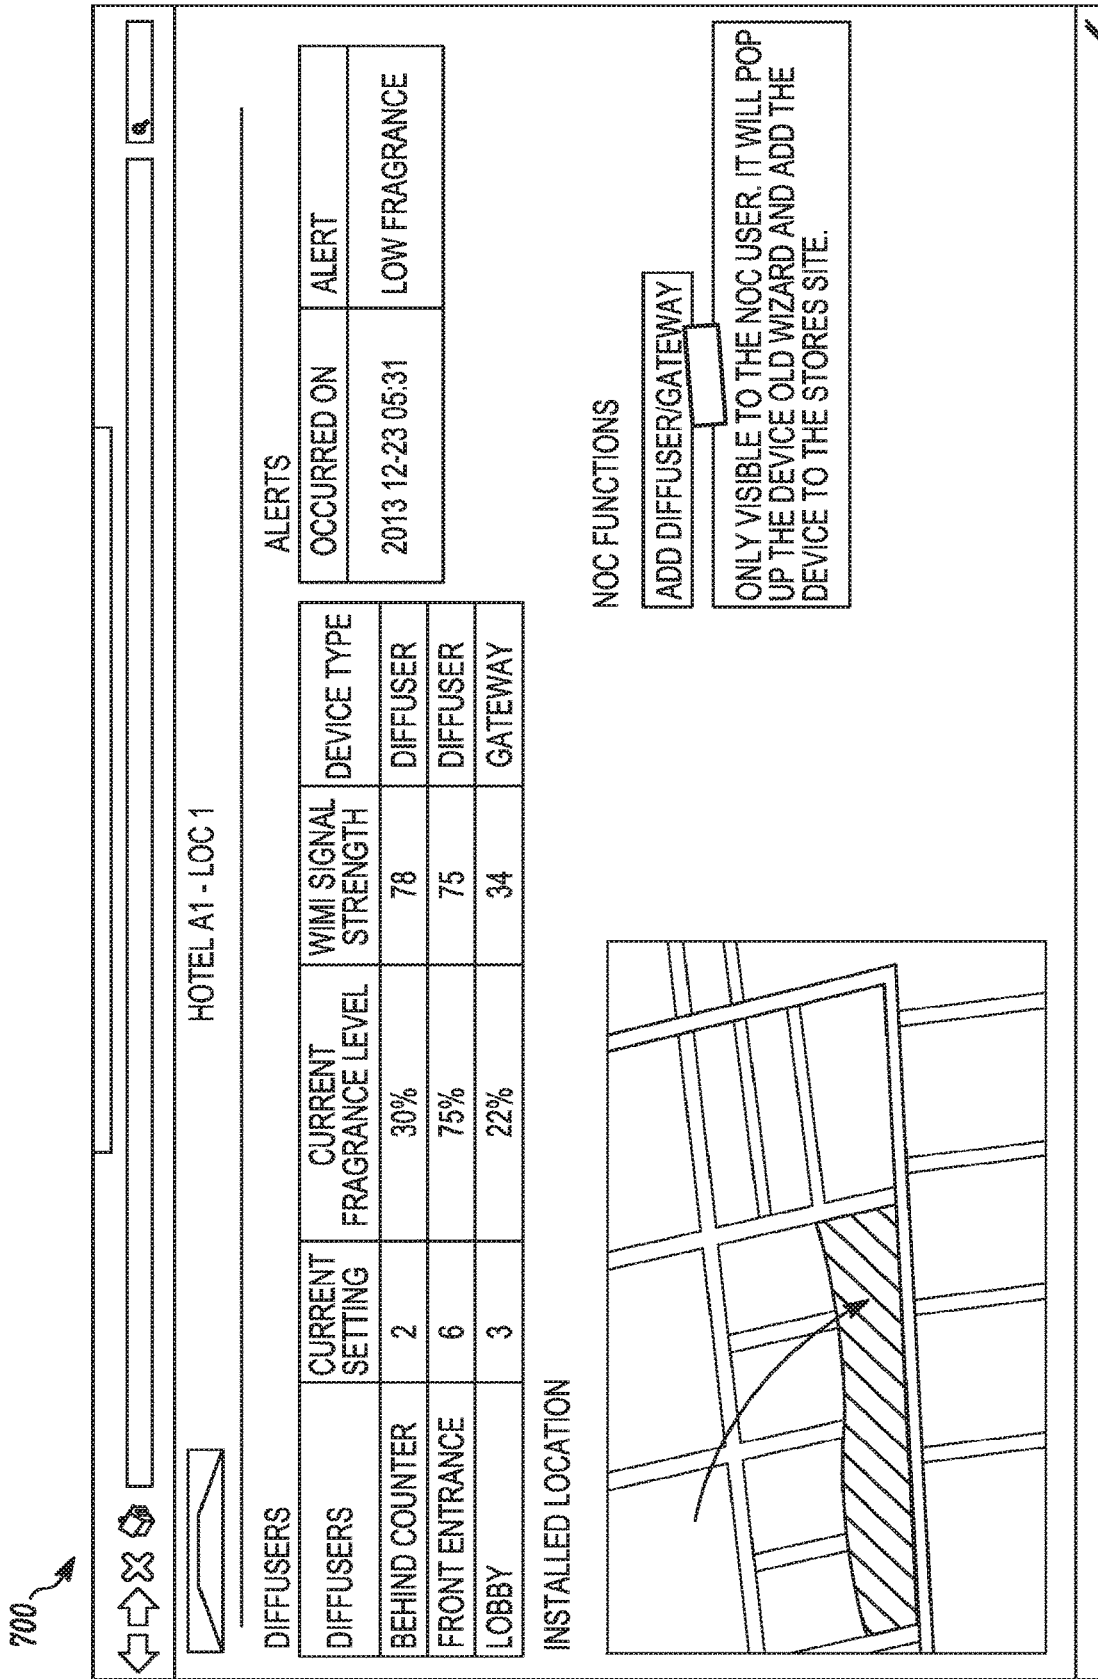 700
HOTEL A1 - LOC 1
DIFFUSERS
DIFFUSERS
CURRENT
SETTING
CURRENT
FRAGRANCE LEVEL
WIMI SIGNAL
STRENGTH
DEVICE TYPE
BEHIND COUNTER 2 30% 78 DIFFUSER
FRONT ENTRANCE 6 75% 75 DIFFUSER
LOBBY 3 22% 34 GATEWAY
ALERTS
OCCURRED ON ALERT
2013 12-23 05:31 LOW FRAGRANCE
INSTALLED LOCATION
NOC FUNCTIONS
ADD DIFFUSER/GATEWAY
ONLY VISIBLE TO THE NOC USER. IT WILL POP
UP THE DEVICE OLD WIZARD AND ADD THE
DEVICE TO THE STORES SITE.